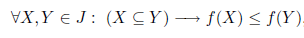 ∀X, Y ∈ J : (X ⊆ Y) ⟶ f(X) ≤ f(Y).